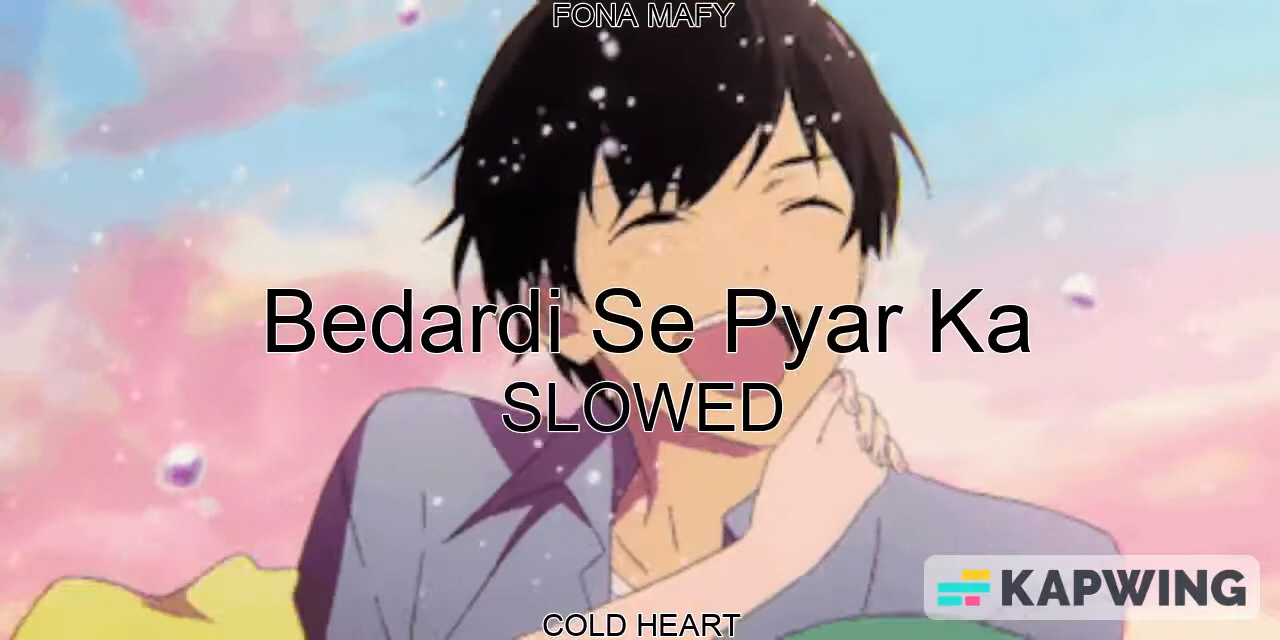 FONA MAFY
Bedardi Se Pyar Ka
SLOWED
KAPWING
COLD HEART